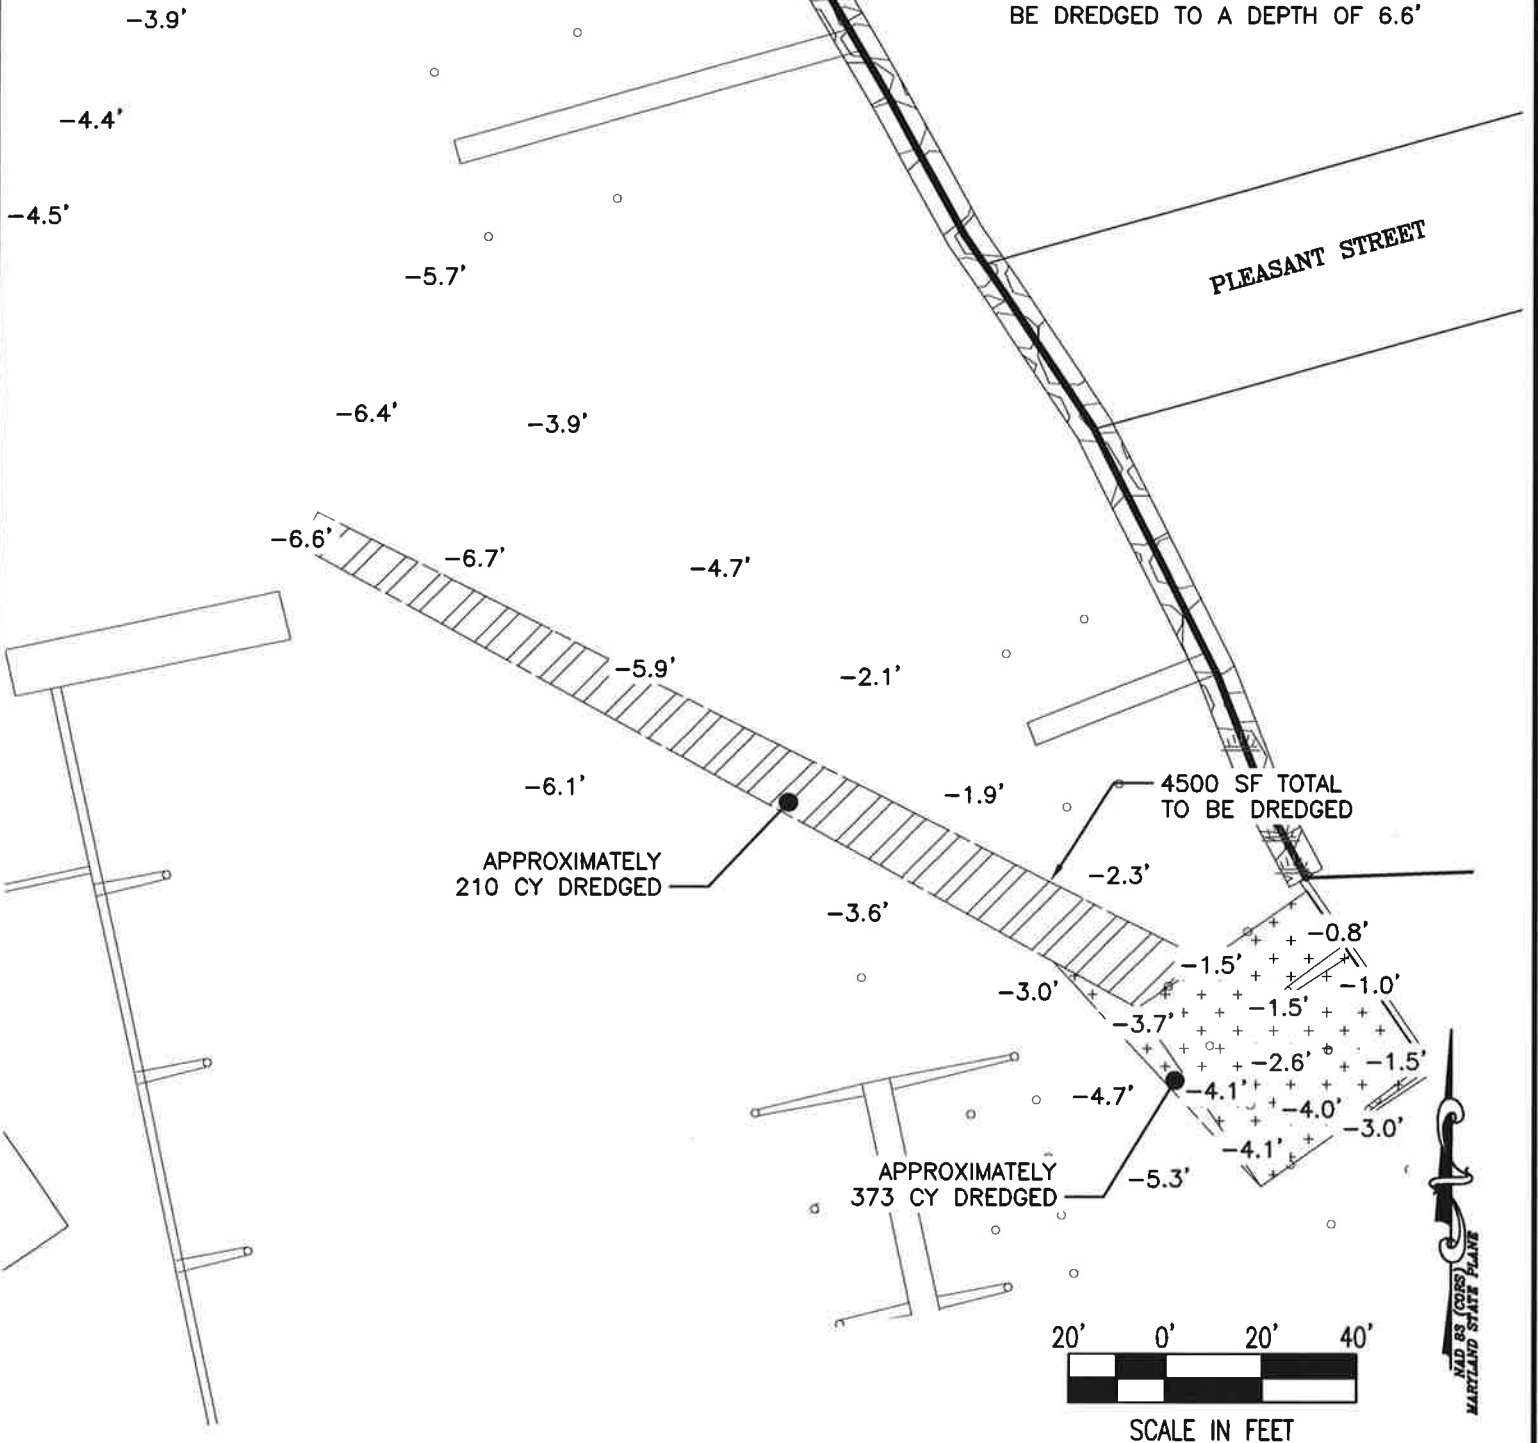 -3.9'
BE DREDGED TO A DEPTH OF 6.6'
-4.4'
-4.5'
PLEASANT STREET
-5.7'
-6.4'
-3.9'
-6.6'
-6.7'
-4.7'
-5.9'
-2.1'
-6.1'
-1.9'
4500 SF TOTAL
TO BE DREDGED
APPROXIMATELY
210 CY DREDGED
-2.3'
-3.6'
-0.8'
-1.5'
-3.0'
-1.0'
-1.5'
-3.7'
-2.6'
-1.5'
-4.7'
-4.1'
-4.0'
-3.0'
-4.1'
APPROXIMATELY
373 CY DREDGED
-5.3'
NAD 83 (CORS)
MARYLAND STATE PLANE
20' 0' 20' 40'
SCALE IN FEET